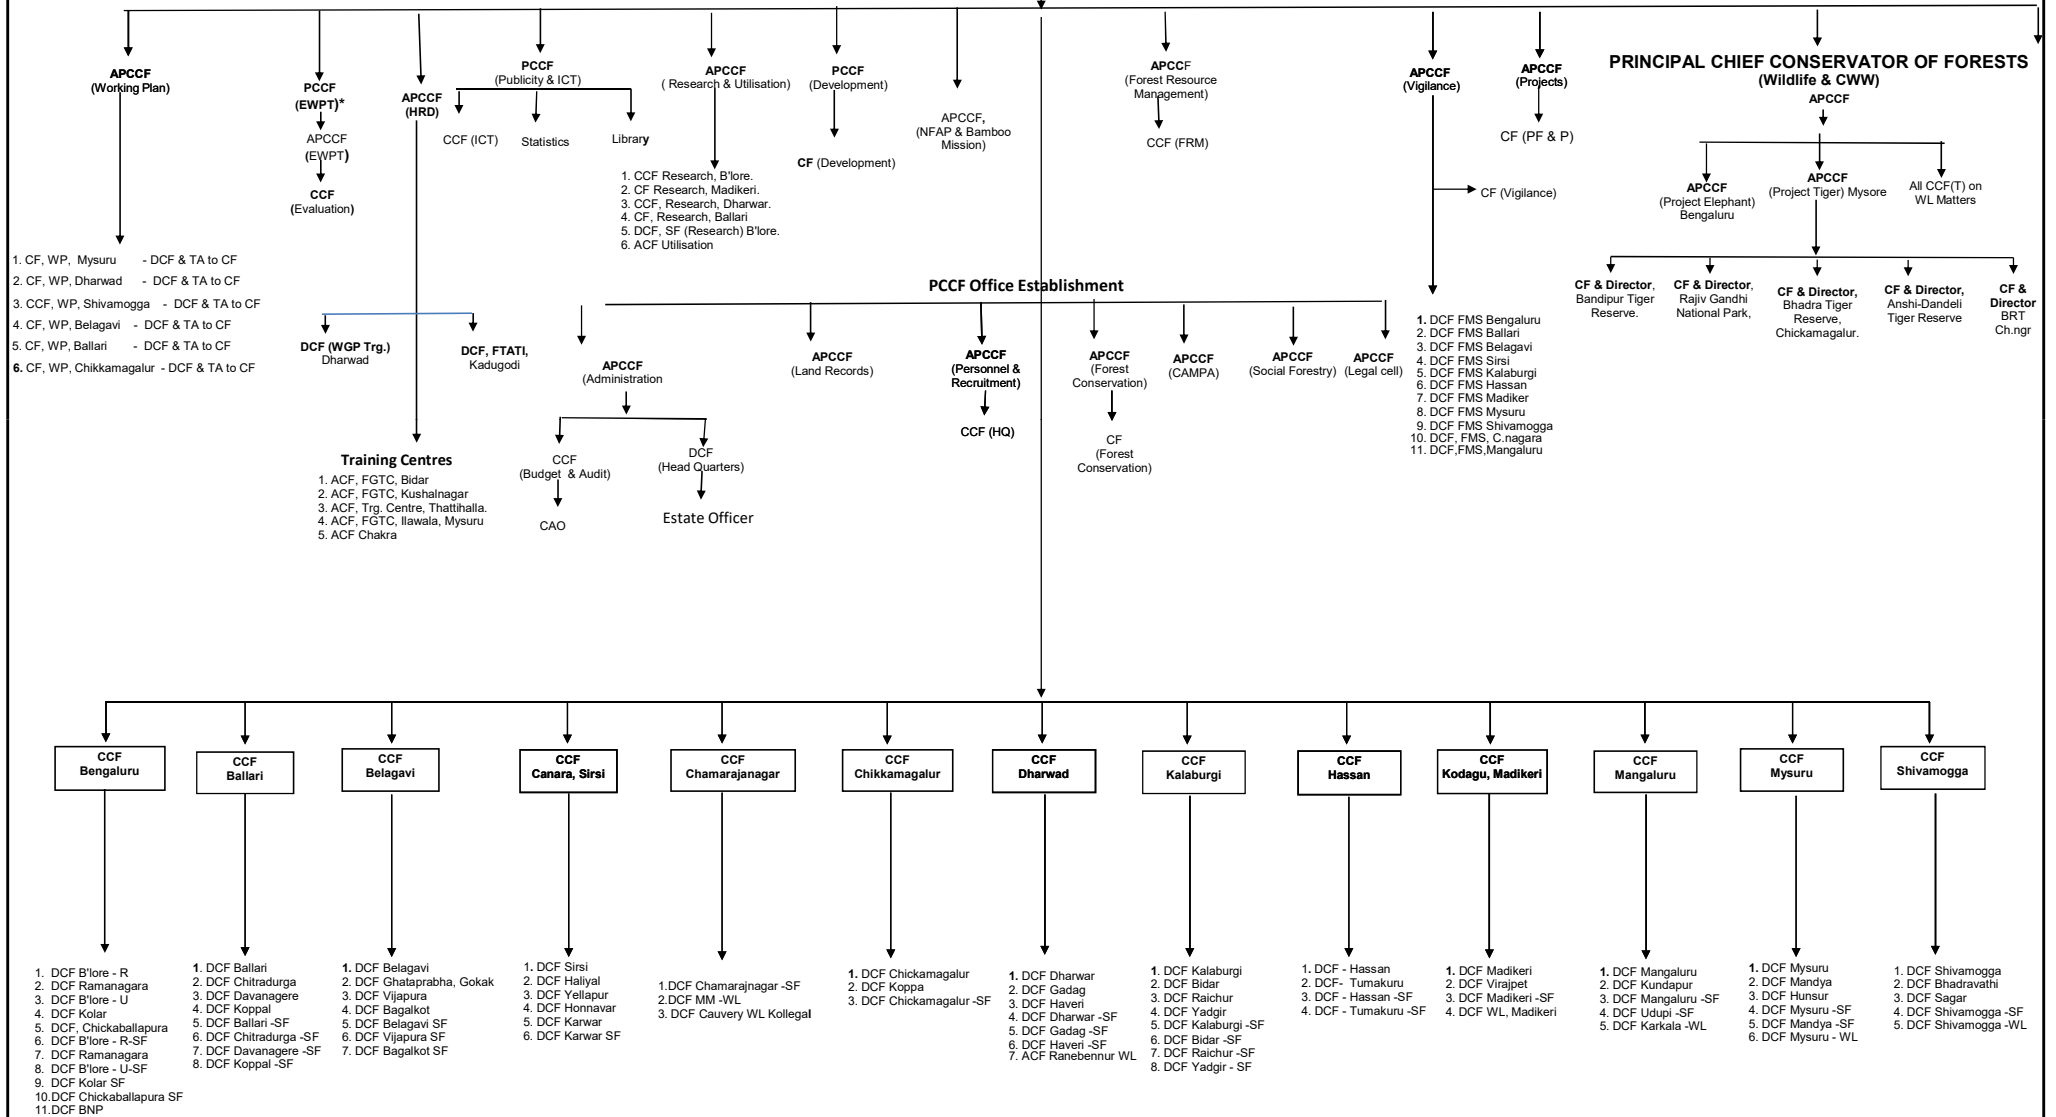 APCCF
(Working Plan)
1. CF, WP, Mysuru - DCF & TA to CF
2. CF, WP, Dharwad - DCF & TA to CF
3. CCF, WP, Shivamogga - DCF & TA to CF
4. CF, WP, Belagavi - DCF & TA to CF
5. CF, WP, Ballari - DCF & TA to CF
6. CF, WP, Chikkamagalur - DCF & TA to CF
PCCF
(EWPT)*
APCCF
(EWPT)
CCF
(Evaluation)
APCCF
(HRD)
DCF (WGP Trg.)
Dharwad
DCF, FTATI,
Kadugodi
Training Centres
1. ACF, FGTC, Bidar
2. ACF, FGTC, Kushalnagar
3. ACF, Trg. Centre, Thattihalla.
4. ACF, FGTC, Ilawala, Mysuru
5. ACF Chakra
PCCF
(Publicity & ICT)
CCF (ICT)
Statistics
Library
APCCF
( Research & Utilisation)
1. CCF Research, B'lore.
2. CF Research, Madikeri.
3. CCF, Research, Dharwar.
4. CF, Research, Ballari
5. DCF, SF (Research) B'lore.
6. ACF Utilisation
PCCF
(Development)
CF (Development)
APCCF,
(NFAP & Bamboo
Mission)
APCCF
(Forest Resource
Management)
CCF (FRM)
APCCF
(Vigilance)
CF (Vigilance)
1. DCF FMS Bengaluru
2. DCF FMS Ballari
3. DCF FMS Belagavi
4. DCF FMS Sirsi
5. DCF FMS Kalaburgi
6. DCF FMS Hassan
7. DCF FMS Madiker
8. DCF FMS Mysuru
9. DCF FMS Shivamogga
10. DCF, FMS, C.nagara
11. DCF,FMS,Mangaluru
APCCF
(Projects)
CF (PF & P)
PRINCIPAL CHIEF CONSERVATOR OF FORESTS
(Wildlife & CWW)
APCCF
APCCF
(Project Elephant)
Bengaluru
APCCF
(Project Tiger) Mysore
All CCF(T) on
WL Matters
CF & Director,
Bandipur Tiger
Reserve.
CF & Director,
Rajiv Gandhi
National Park,
CF & Director,
Bhadra Tiger
Reserve,
Chickamagalur.
CF & Director,
Anshi-Dandeli
Tiger Reserve
CF &
Director
BRT
Ch.ngr
PCCF Office Establishment
APCCF
(Administration
CCF
(Budget & Audit)
CAO
DCF
(Head Quarters)
Estate Officer
APCCF
(Land Records)
APCCF
(Personnel &
Recruitment)
CCF (HQ)
APCCF
(Forest
Conservation)
CF
(Forest
Conservation)
APCCF
(CAMPA)
APCCF
(Social Forestry)
APCCF
(Legal cell)
CCF
Bengaluru
1. DCF B'lore - R
2. DCF Ramanagara
3. DCF B'lore - U
4. DCF Kolar
5. DCF, Chickaballapura
6. DCF B'lore - R-SF
7. DCF Ramanagara
8. DCF B'lore - U-SF
9. DCF Kolar SF
10.DCF Chickaballapura SF
11.DCF BNP
CCF
Ballari
1. DCF Ballari
2. DCF Chitradurga
3. DCF Davanagere
4. DCF Koppal
5. DCF Ballari -SF
6. DCF Chitradurga -SF
7. DCF Davanagere -SF
8. DCF Koppal -SF
CCF
Belagavi
1. DCF Belagavi
2. DCF Ghataprabha, Gokak
3. DCF Vijapura
4. DCF Bagalkot
5. DCF Belagavi SF
6. DCF Vijapura SF
7. DCF Bagalkot SF
CCF
Canara, Sirsi
1. DCF Sirsi
2. DCF Haliyal
3. DCF Yellapur
4. DCF Honnavar
5. DCF Karwar
6. DCF Karwar SF
CCF
Chamarajanagar
1.DCF Chamarajnagar -SF
2.DCF MM -WL
3. DCF Cauvery WL Kollegal
CCF
Chikkamagalur
1. DCF Chickamagalur
2. DCF Koppa
3. DCF Chickamagalur -SF
CCF
Dharwad
1. DCF Dharwar
2. DCF Gadag
3. DCF Haveri
4. DCF Dharwar -SF
5. DCF Gadag -SF
6. DCF Haveri -SF
7. ACF Ranebennur WL
CCF
Kalaburgi
1. DCF Kalaburgi
2. DCF Bidar
3. DCF Raichur
4. DCF Yadgir
5. DCF Kalaburgi -SF
6. DCF Bidar -SF
7. DCF Raichur -SF
8. DCF Yadgir - SF
CCF
Hassan
1. DCF - Hassan
2. DCF- Tumakuru
3. DCF - Hassan -SF
4. DCF - Tumakuru -SF
CCF
Kodagu, Madikeri
1. DCF Madikeri
2. DCF Virajpet
3. DCF Madikeri -SF
4. DCF WL, Madikeri
CCF
Mangaluru
1. DCF Mangaluru
2. DCF Kundapur
3. DCF Mangaluru -SF
4. DCF Udupi -SF
5. DCF Karkala -WL
CCF
Mysuru
1. DCF Mysuru
2. DCF Mandya
3. DCF Hunsur
4. DCF Mysuru -SF
5. DCF Mandya -SF
6. DCF Mysuru - WL
CCF
Shivamogga
1. DCF Shivamogga
2. DCF Bhadravathi
3. DCF Sagar
4. DCF Shivamogga -SF
5. DCF Shivamogga -WL